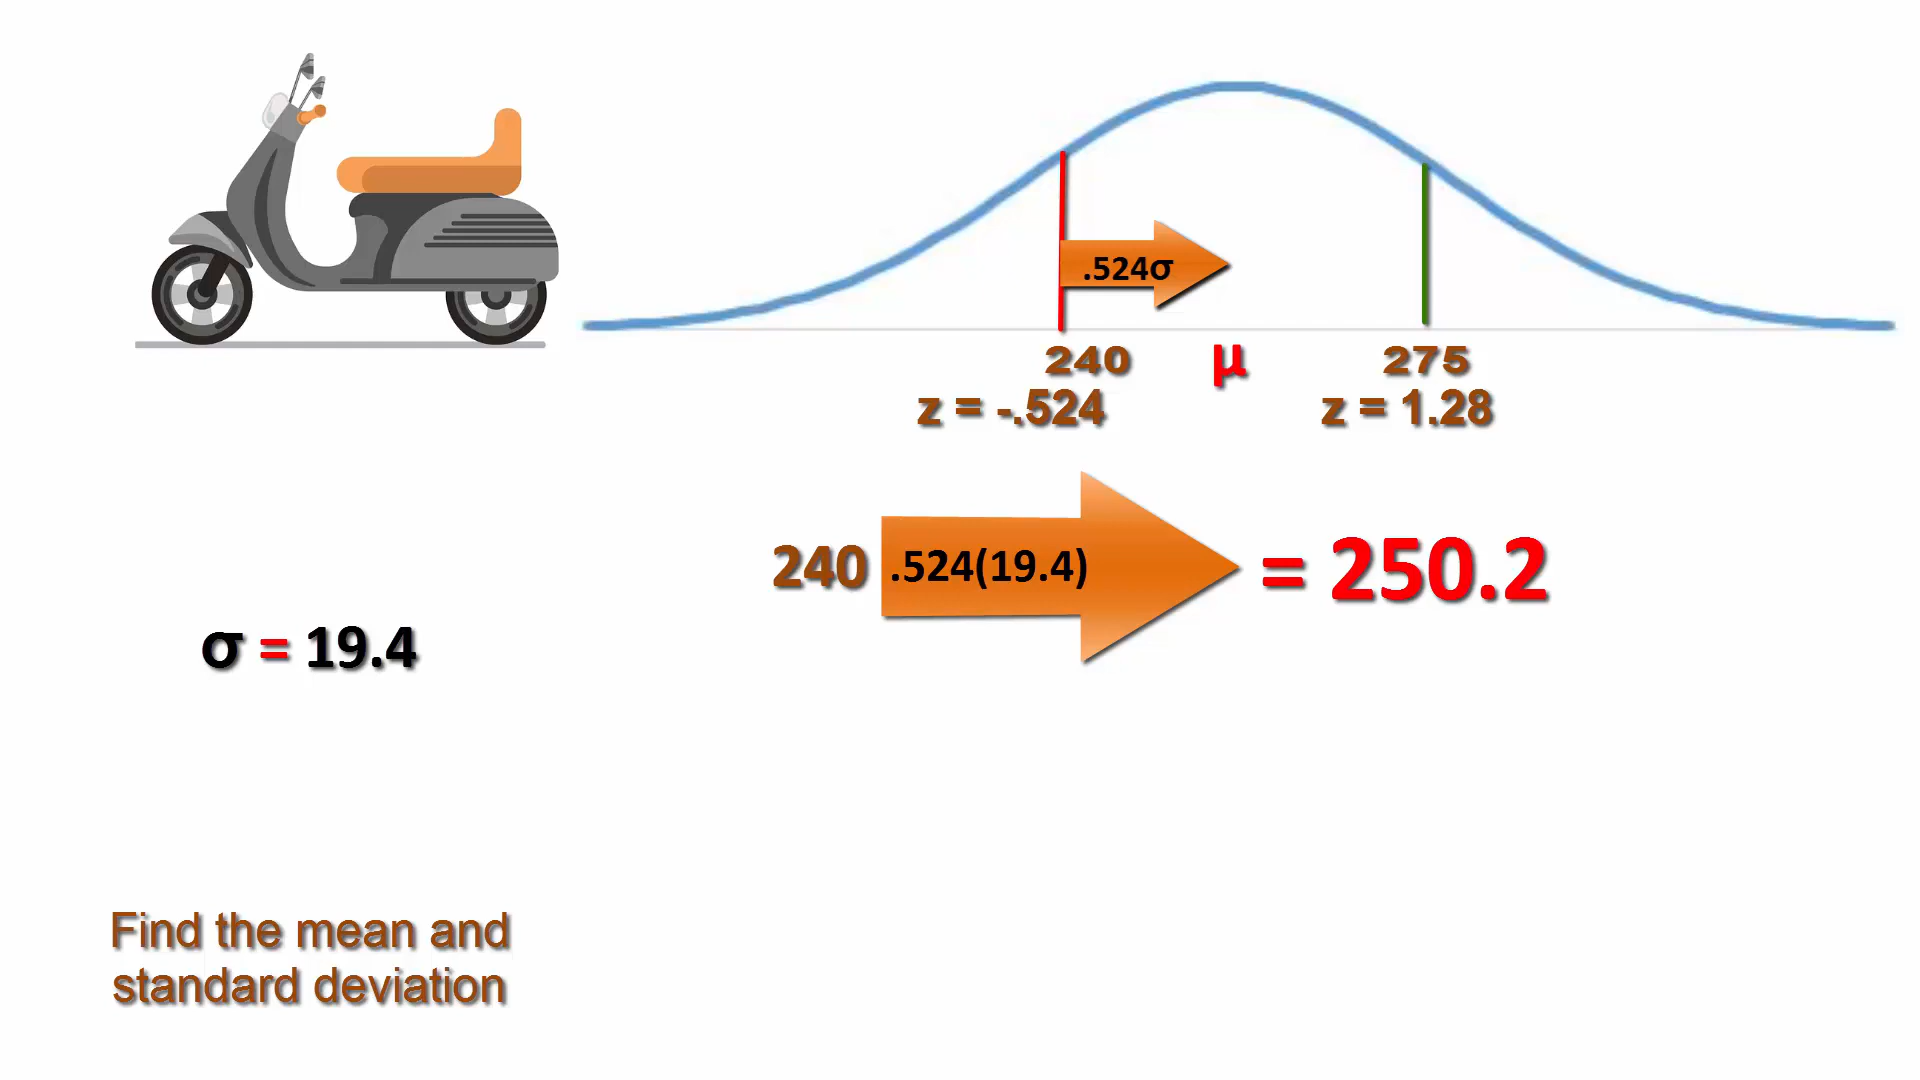 .524σ
240 μ 275
z = -.524 z = 1.28
240 .524(19.4) = 250.2
σ = 19.4
Find the mean and
standard deviation